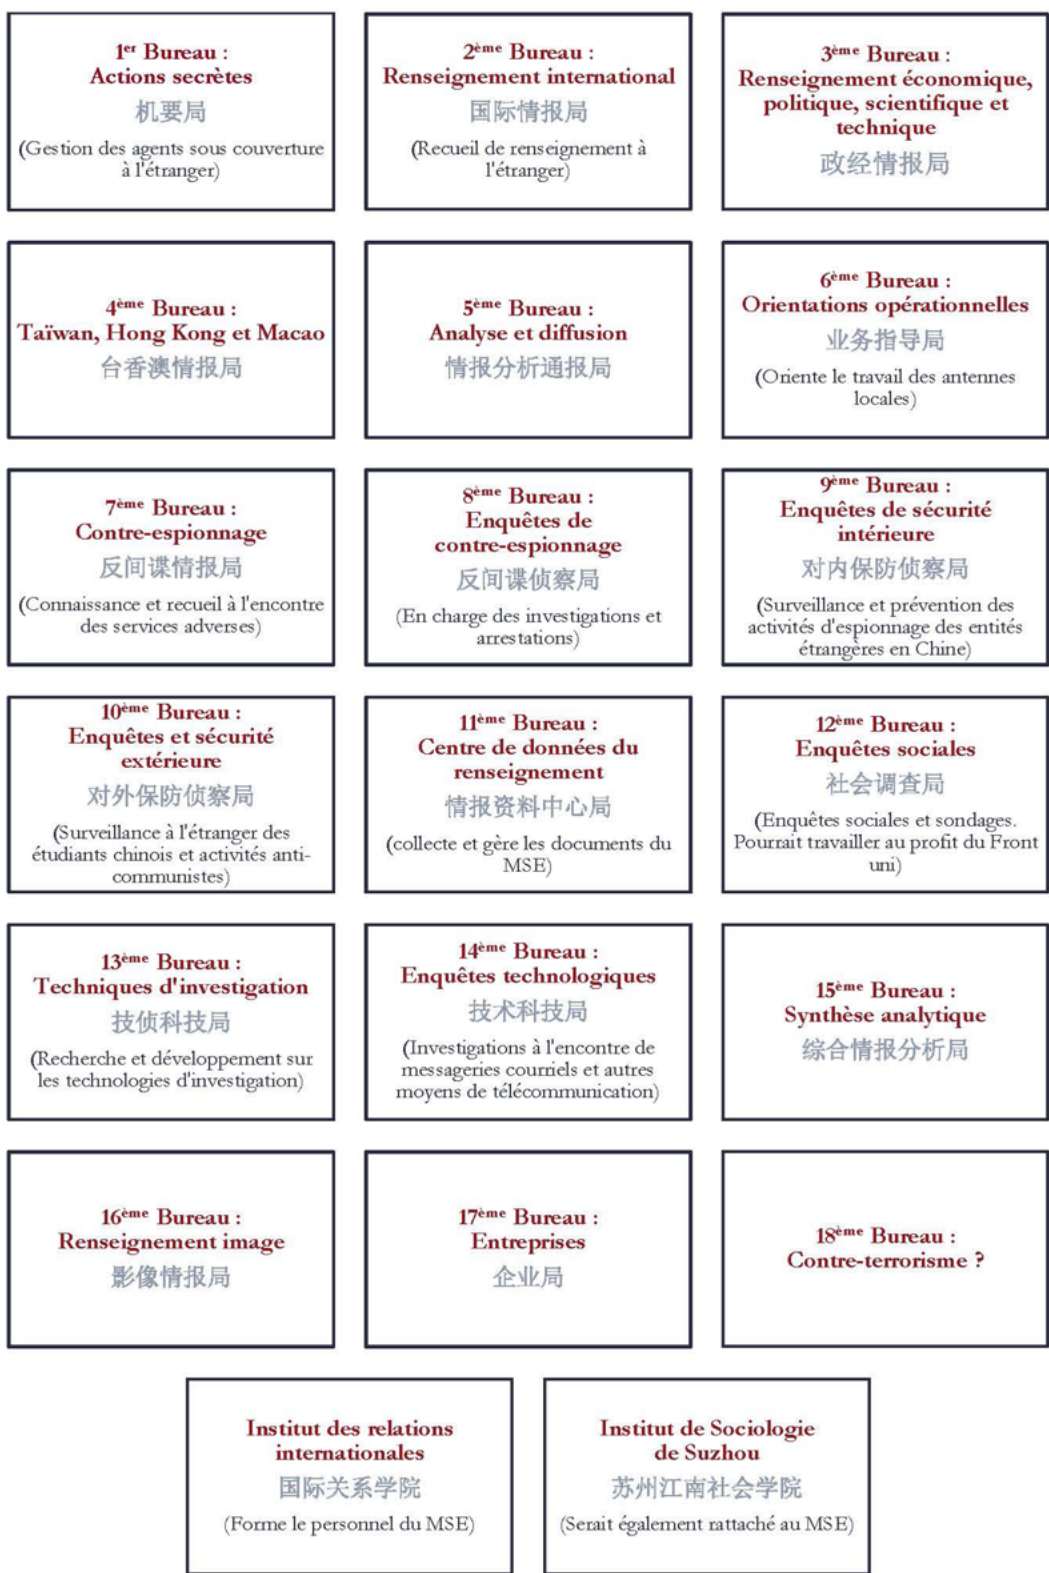 1er Bureau :
Actions secrètes
机要局
(Gestion des agents sous couverture
à l'étranger)
2ème Bureau :
Renseignement international
国际情报局
(Recueil de renseignement à
l'étranger)
3ème Bureau :
Renseignement économique,
politique, scientifique et
technique
政经情报局
4ème Bureau :
Taïwan, Hong Kong et Macao
台香澳情报局
5ème Bureau :
Analyse et diffusion
情报分析通报局
6ème Bureau :
Orientations opérationnelles
业务指导局
(Oriente le travail des antennes
locales)
7ème Bureau :
Contre-espionnage
反间谍情报局
(Connaissance et recueil à l'encontre
des services adverses)
8ème Bureau :
Enquêtes de
contre-espionnage
反间谍侦察局
(En charge des investigations et
arrestations)
9ème Bureau :
Enquêtes de sécurité
intérieure
对内保防侦察局
(Surveillance et prévention des
activités d'espionnage des entités
étrangères en Chine)
10ème Bureau :
Enquêtes et sécurité
extérieure
对外保防侦察局
(Surveillance à l'étranger des
étudiants chinois et activités anti-
communistes)
11ème Bureau :
Centre de données du
renseignement
情报资料中心局
(collecte et gère les documents du
MSE)
12ème Bureau :
Enquêtes sociales
社会调查局
(Enquêtes sociales et sondages.
Pourrait travailler au profit du Front
uni)
13ème Bureau :
Techniques d'investigation
技侦科技局
(Recherche et développement sur
les technologies d'investigation)
14ème Bureau :
Enquêtes technologiques
技术科技局
(Investigations à l'encontre de
messageries courriels et autres
moyens de télécommunication)
15ème Bureau :
Synthèse analytique
综合情报分析局
16ème Bureau :
Renseignement image
影像情报局
17ème Bureau :
Entreprises
企业局
18ème Bureau :
Contre-terrorisme ?
Institut des relations
internationales
国际关系学院
(Forme le personnel du MSE)
Institut de Sociologie
de Suzhou
苏州江南社会学院
(Serait également rattaché au MSE)